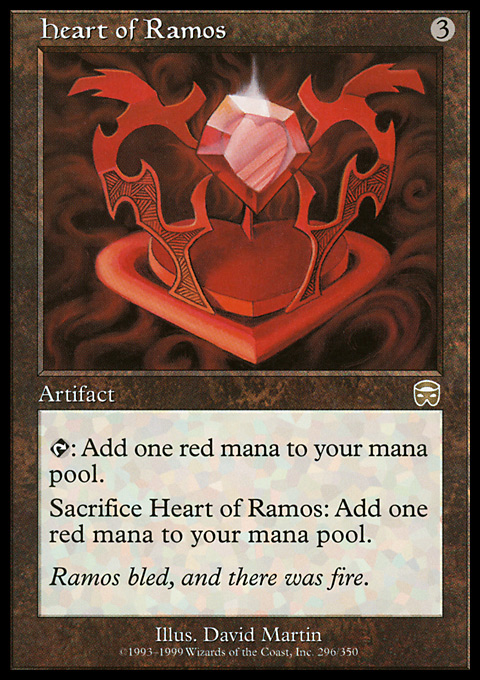 Heart of Ramos 3
Artifact
: Add one red mana to your mana
pool.
Sacrifice Heart of Ramos: Add one
red mana to your mana pool.
Ramos bled, and there was fire.
Illus. David Martin
©1993-1999 Wizards of the Coast, Inc. 296/350